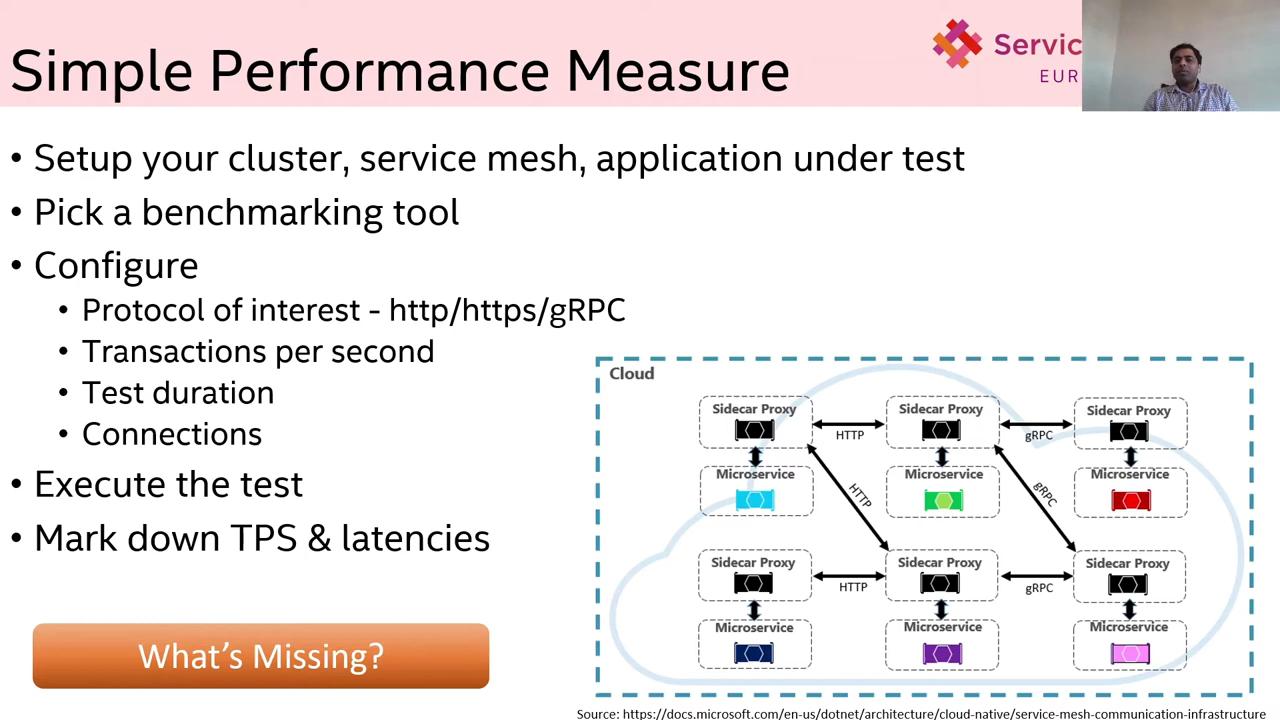 Simple Performance Measure
Servic
EUR
• Setup your cluster, service mesh, application under test
• Pick a benchmarking tool
• Configure
• Protocol of interest - http/https/gRPC
• Transactions per second
• Test duration
• Connections
• Execute the test
• Mark down TPS & latencies
What's Missing?
Cloud
Sidecar Proxy
HTTP
Sidecar Proxy
gRPC
Sidecar Proxy
Microservice
HTTP
Microservice
gRPC
Microservice
Sidecar Proxy
HTTP
Sidecar Proxy
gRPC
Sidecar Proxy
Microservice
Microservice
Microservice
Source: https://docs.microsoft.com/en-us/dotnet/architecture/cloud-native/service-mesh-communication-infrastructure